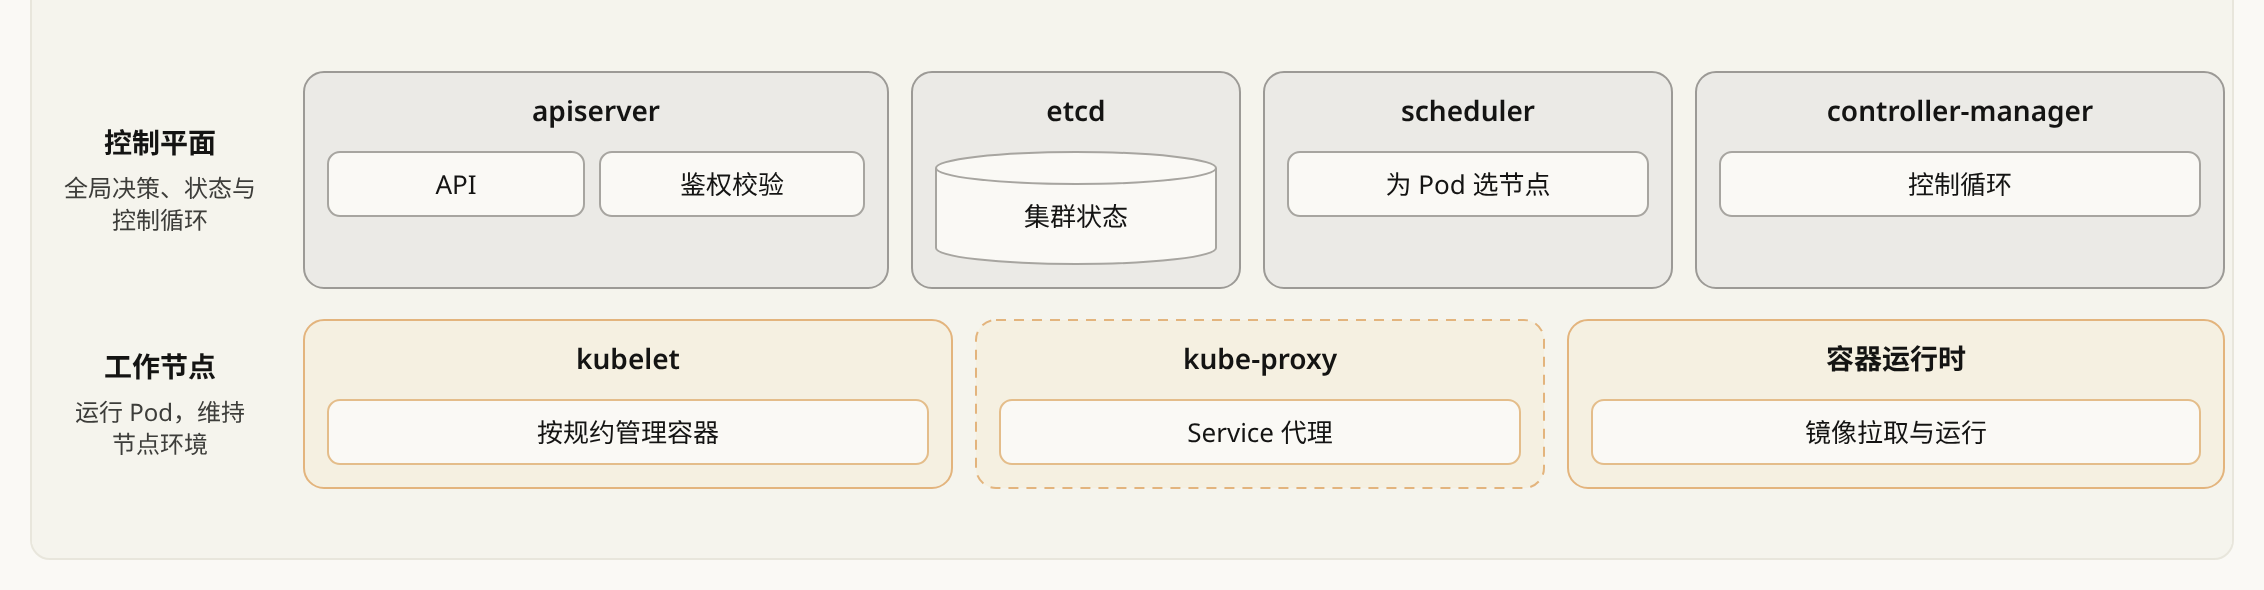 控制平面
全局决策、状态与
控制循环
apiserver
API
鉴权校验
etcd
集群状态
scheduler
为 Pod 选节点
controller-manager
控制循环
工作节点
运行 Pod，维持
节点环境
kubelet
按规约管理容器
kube-proxy
Service 代理
容器运行时
镜像拉取与运行